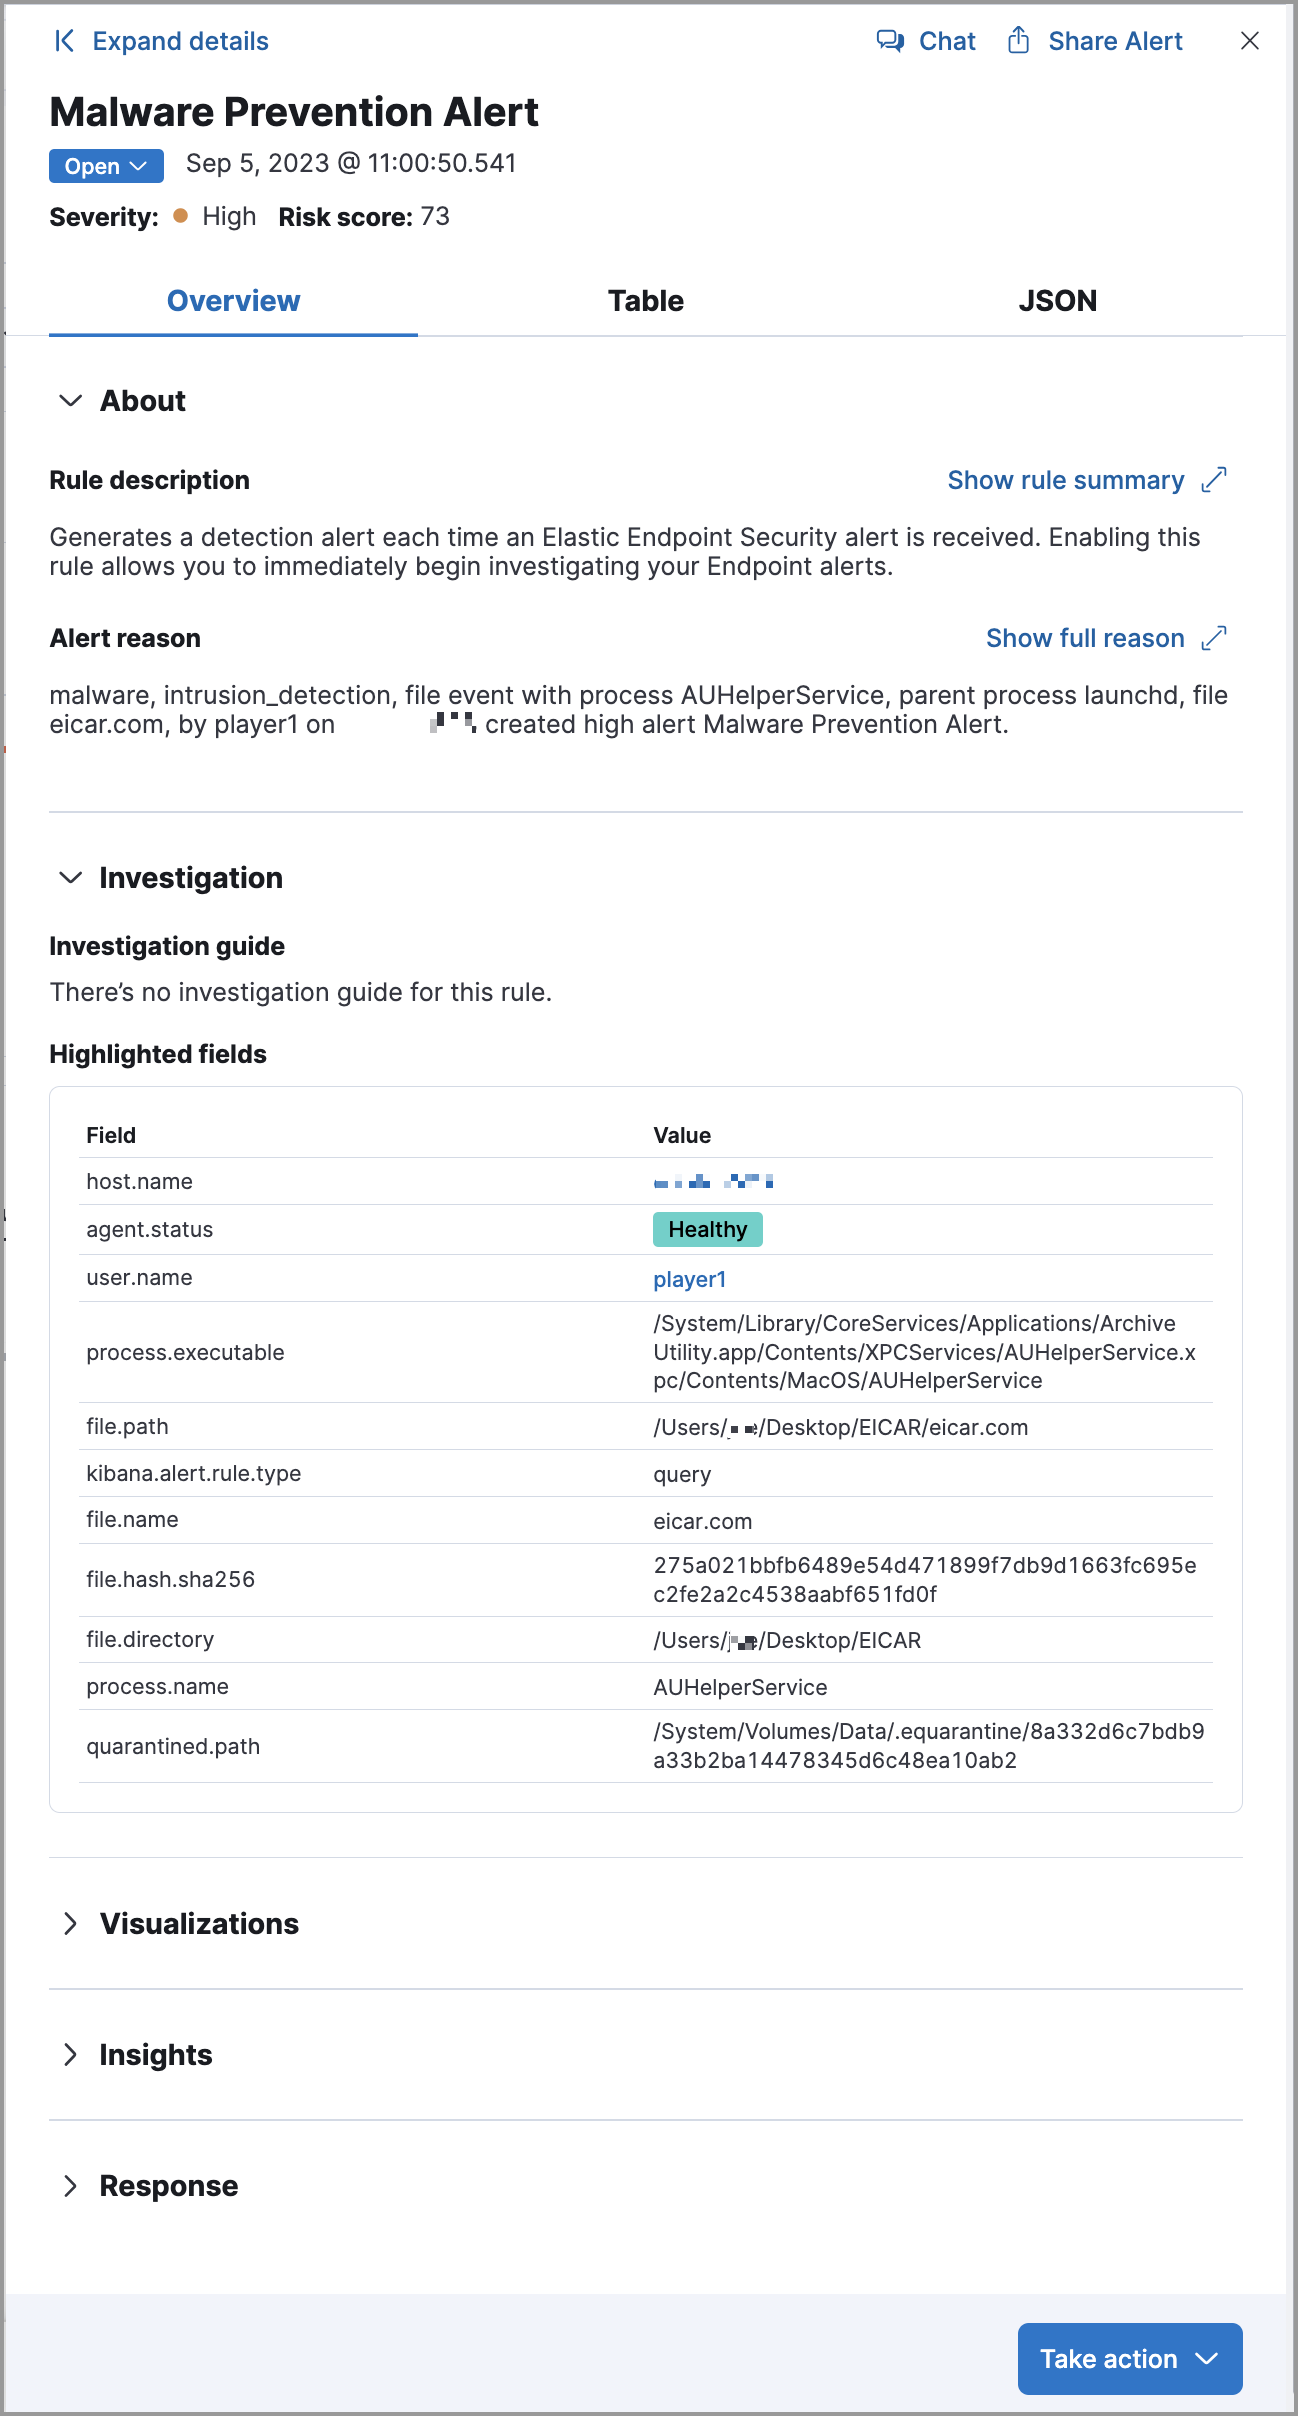 Expand details Chat Share Alert
Malware Prevention Alert
Open Sep 5, 2023 @ 11:00:50.541
Severity: High Risk score: 73
Overview Table JSON
About
Rule description Show rule summary
Generates a detection alert each time an Elastic Endpoint Security alert is received. Enabling this
rule allows you to immediately begin investigating your Endpoint alerts.
Alert reason Show full reason
malware, intrusion_detection, file event with process AUHelperService, parent process launchd, file
eicar.com, by player1 on created high alert Malware Prevention Alert.
Investigation
Investigation guide
There's no investigation guide for this rule.
Highlighted fields
Field Value
host.name
agent.status Healthy
user.name player1
process.executable /System/Library/CoreServices/Applications/Archive
Utility.app/Contents/XPCServices/AUHelperService.x
pc/Contents/MacOS/AUHelperService
file.path /Users/ /Desktop/EICAR/eicar.com
kibana.alert.rule.type query
file.name eicar.com
file.hash.sha256 275a021bbfb6489e54d471899f7db9d1663fc695e
c2fe2a2c4538aabf651fd0f
file.directory /Users/ /Desktop/EICAR
process.name AUHelperService
quarantined.path /System/Volumes/Data/.equarantine/8a332d6c7bdb9
a33b2ba14478345d6c48ea10ab2
Visualizations
Insights
Response
Take action